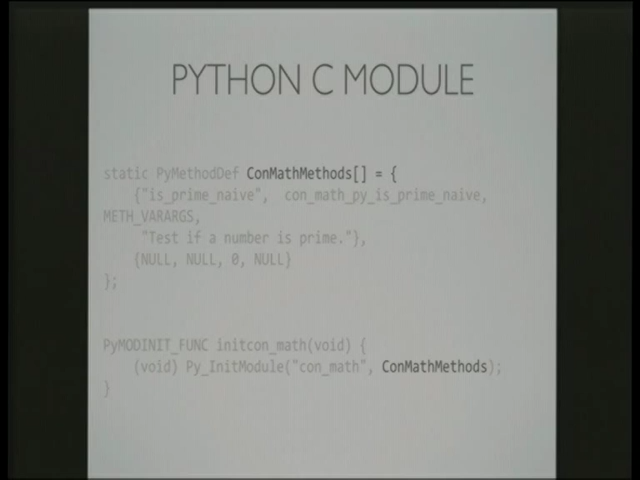 PYTHON C MODULE
static PyMethodDef ConMathMethods[] = {
{"is_prime_naive", con_math_py_is_prime_naive,
METH_VARARGS,
"Test if a number is prime."},
{NULL, NULL, 0, NULL}
};
PyMODINIT_FUNC initcon_math(void) {
(void) Py_InitModule("con_math", ConMathMethods);
}